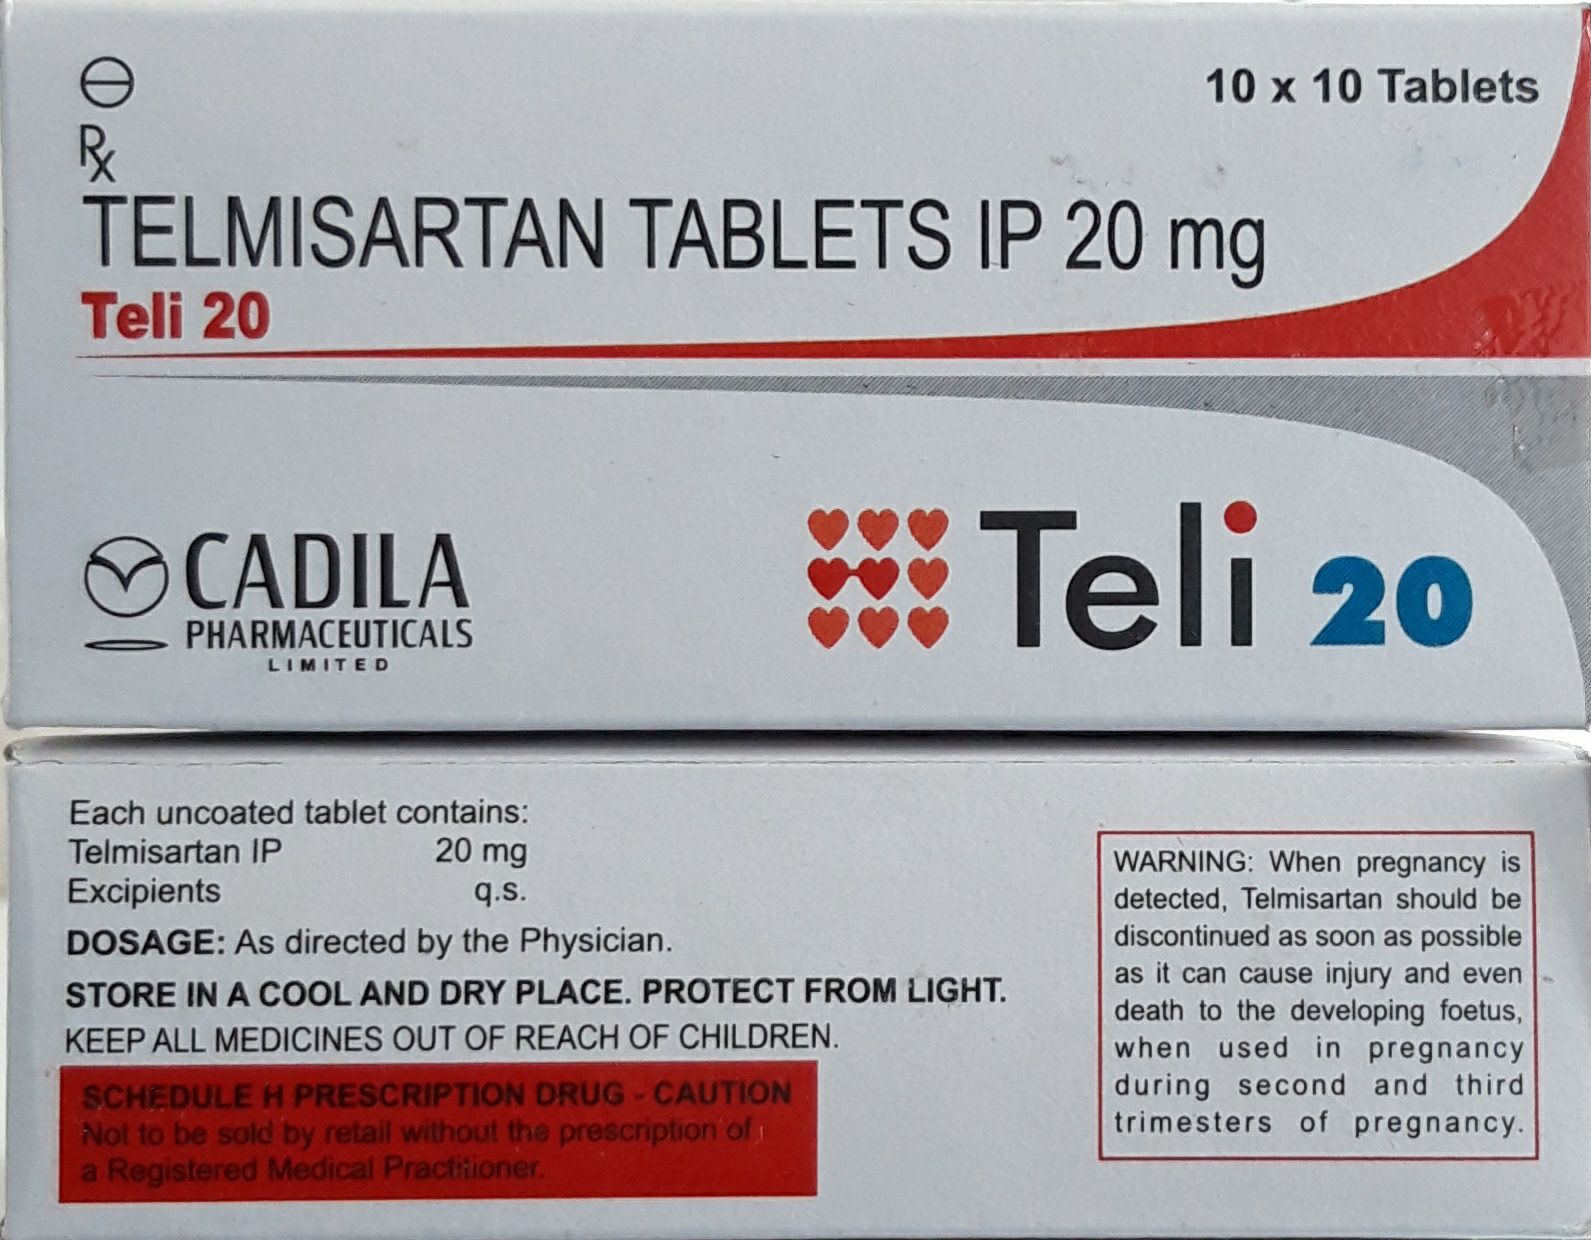 10 x 10 Tablets
Rx
TELMISARTAN TABLETS IP 20 mg
Teli 20
CADILA
PHARMACEUTICALS
LIMITED
Teli 20
Each uncoated tablet contains:
Telmisartan IP 20 mg
Excipients q.s.
DOSAGE: As directed by the Physician.
STORE IN A COOL AND DRY PLACE. PROTECT FROM LIGHT.
KEEP ALL MEDICINES OUT OF REACH OF CHILDREN.
SCHEDULE H PRESCRIPTION DRUG - CAUTION
Not to be sold by retail without the prescription of
a Registered Medical Practitioner.
WARNING: When pregnancy is
detected, Telmisartan should be
discontinued as soon as possible
as it can cause injury and even
death to the developing foetus,
when used in pregnancy
during second and third
trimesters of pregnancy.